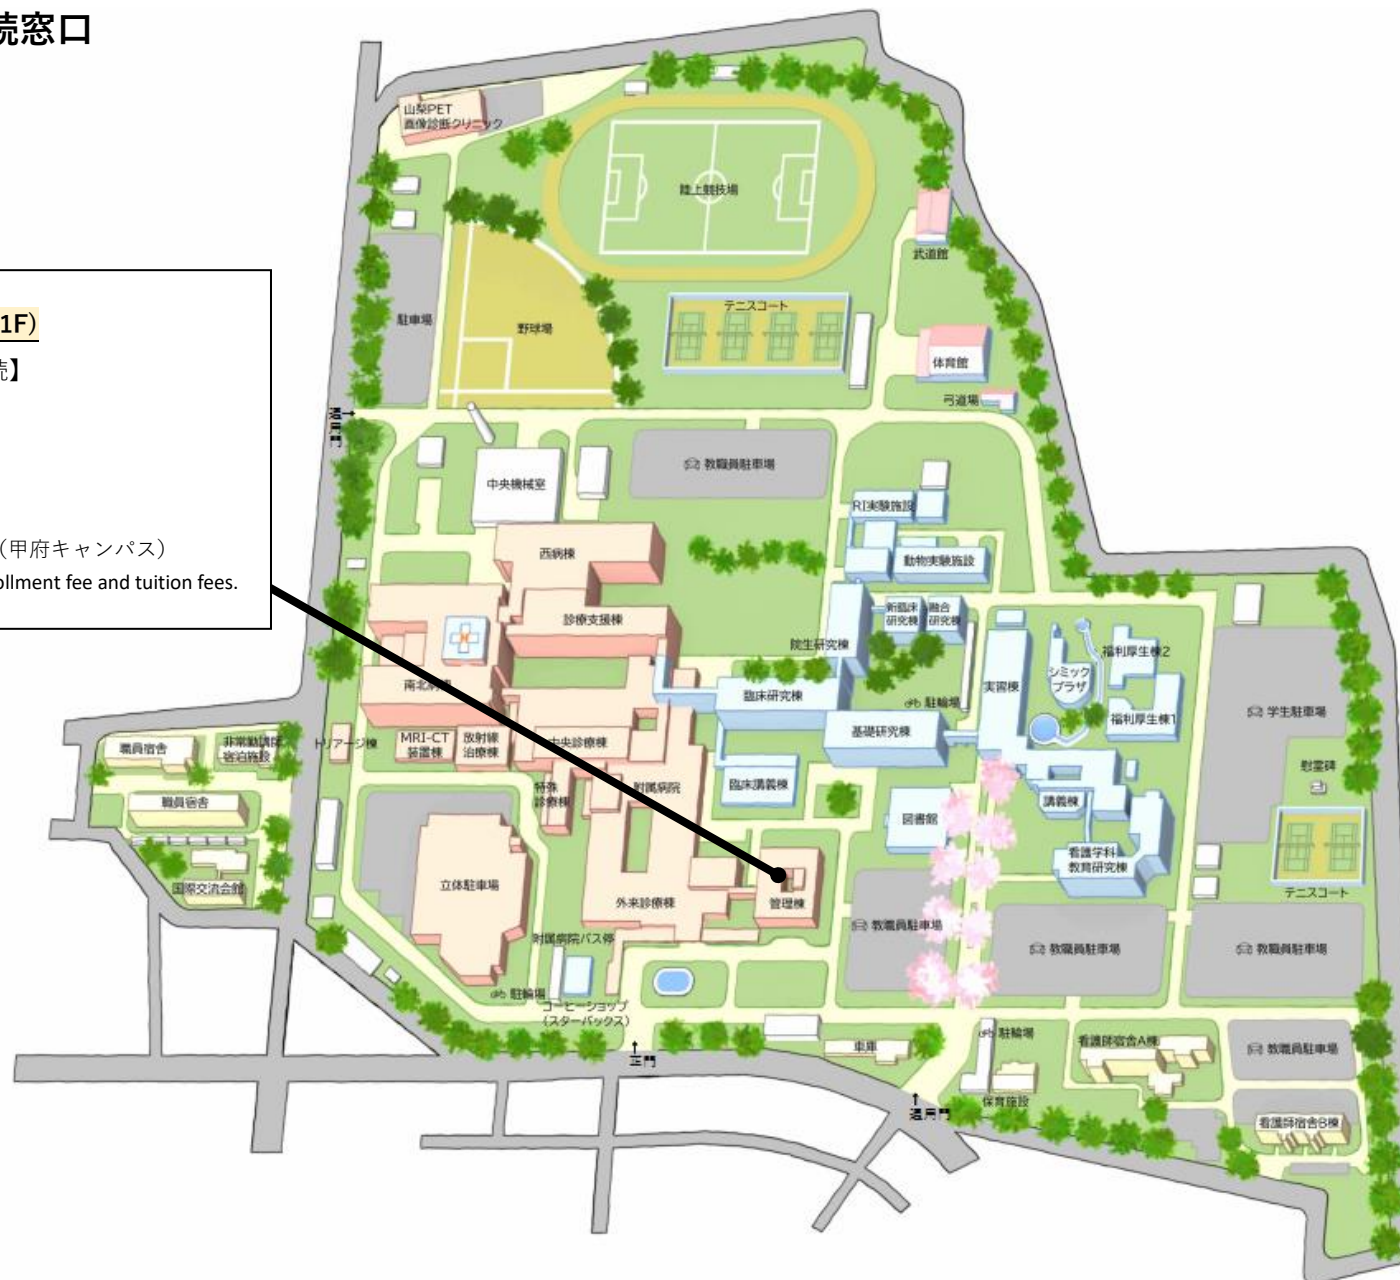 続窓口
1F)
続】
（甲府キャンパス）
ollment fee and tuition fees.
山梨PET
画像診断クリニック
陸上競技場
武道館
駐車場
野球場
テニスコート
体育館
弓道場
通用門
中央機械室
教職員駐車場
RI実験施設
西病棟
動物実験施設
診療支援棟
新臨床
研究棟
融合
研究棟
院生研究棟
福利厚生棟2
シミック
プラザ
南北病棟
臨床研究棟
実習棟
駐輪場
福利厚生棟1
学生駐車場
基礎研究棟
職員宿舎
非常勤講師
宿泊施設
トリアージ棟
MRI-CT
装置棟
放射線
治療棟
中央診療棟
慰霊碑
特殊
診療棟
附属病院
臨床講義棟
講義棟
職員宿舎
図書館
看護学科
教育研究棟
国際交流会館
立体駐車場
外来診療棟
管理棟
テニスコート
教職員駐車場
附属病院バス停
教職員駐車場
教職員駐車場
駐輪場
コーヒーショップ
（スターバックス）
正門
車庫
駐輪場
看護師宿舎A棟
教職員駐車場
保育施設
通用門
看護師宿舎B棟